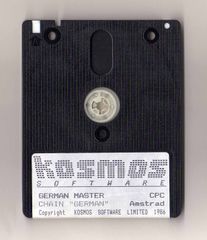 KOSMOS
SOFTWARE
GERMAN MASTER CPC
CHAIN "GERMAN" Amstrad
Copyright KOSMOS SOFTWARE LIMITED 1986